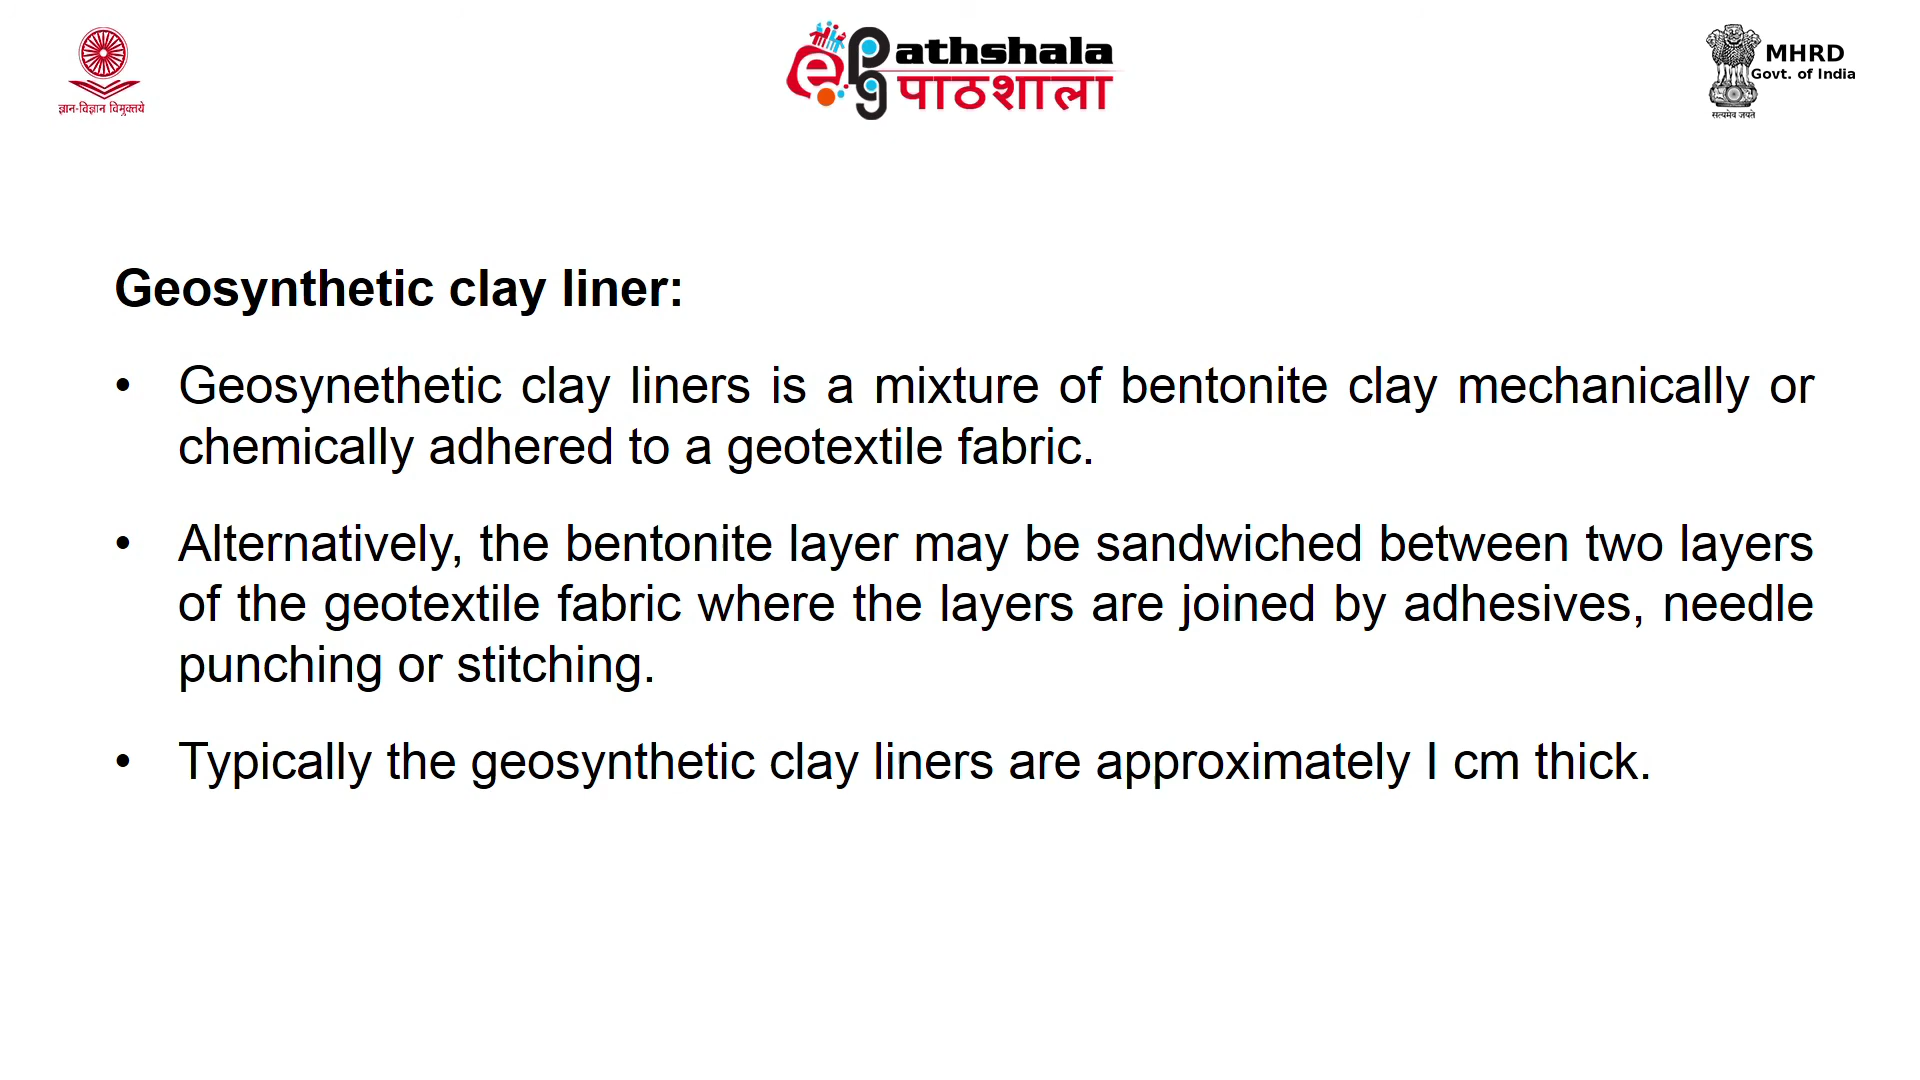 ज्ञान-विज्ञान विमुक्तये
e PG athshala
पाठशाला
MHRD
Govt. of India
सत्यमेव जयते
Geosynthetic clay liner:
• Geosynethetic clay liners is a mixture of bentonite clay mechanically or
chemically adhered to a geotextile fabric.
• Alternatively, the bentonite layer may be sandwiched between two layers
of the geotextile fabric where the layers are joined by adhesives, needle
punching or stitching.
• Typically the geosynthetic clay liners are approximately I cm thick.